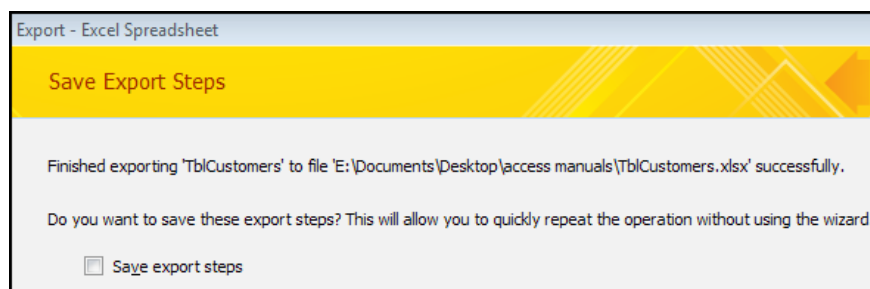 Export - Excel Spreadsheet
Save Export Steps
Finished exporting 'TblCustomers' to file 'E:\Documents\Desktop\access manuals\TblCustomers.xlsx' successfully.
Do you want to save these export steps? This will allow you to quickly repeat the operation without using the wizard
Save export steps